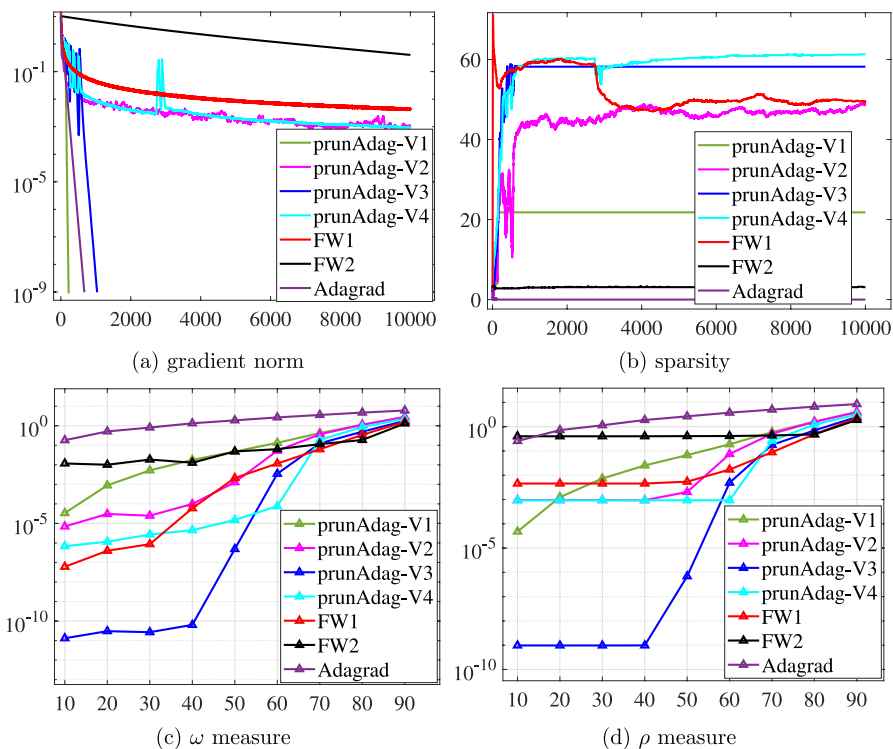 10^-1
10^-5
10^-9
prunAdag-V1
prunAdag-V2
prunAdag-V3
prunAdag-V4
FW1
FW2
Adagrad
0 2000 4000 6000 8000 10000
(a) gradient norm
60
40
20
0
prunAdag-V1
prunAdag-V2
prunAdag-V3
prunAdag-V4
FW1
FW2
Adagrad
0 2000 4000 6000 8000 10000
(b) sparsity
10^0
10^-5
10^-10
prunAdag-V1
prunAdag-V2
prunAdag-V3
prunAdag-V4
FW1
FW2
Adagrad
10 20 30 40 50 60 70 80 90
(c) ω measure
10^0
10^-5
10^-10
prunAdag-V1
prunAdag-V2
prunAdag-V3
prunAdag-V4
FW1
FW2
Adagrad
10 20 30 40 50 60 70 80 90
(d) ρ measure